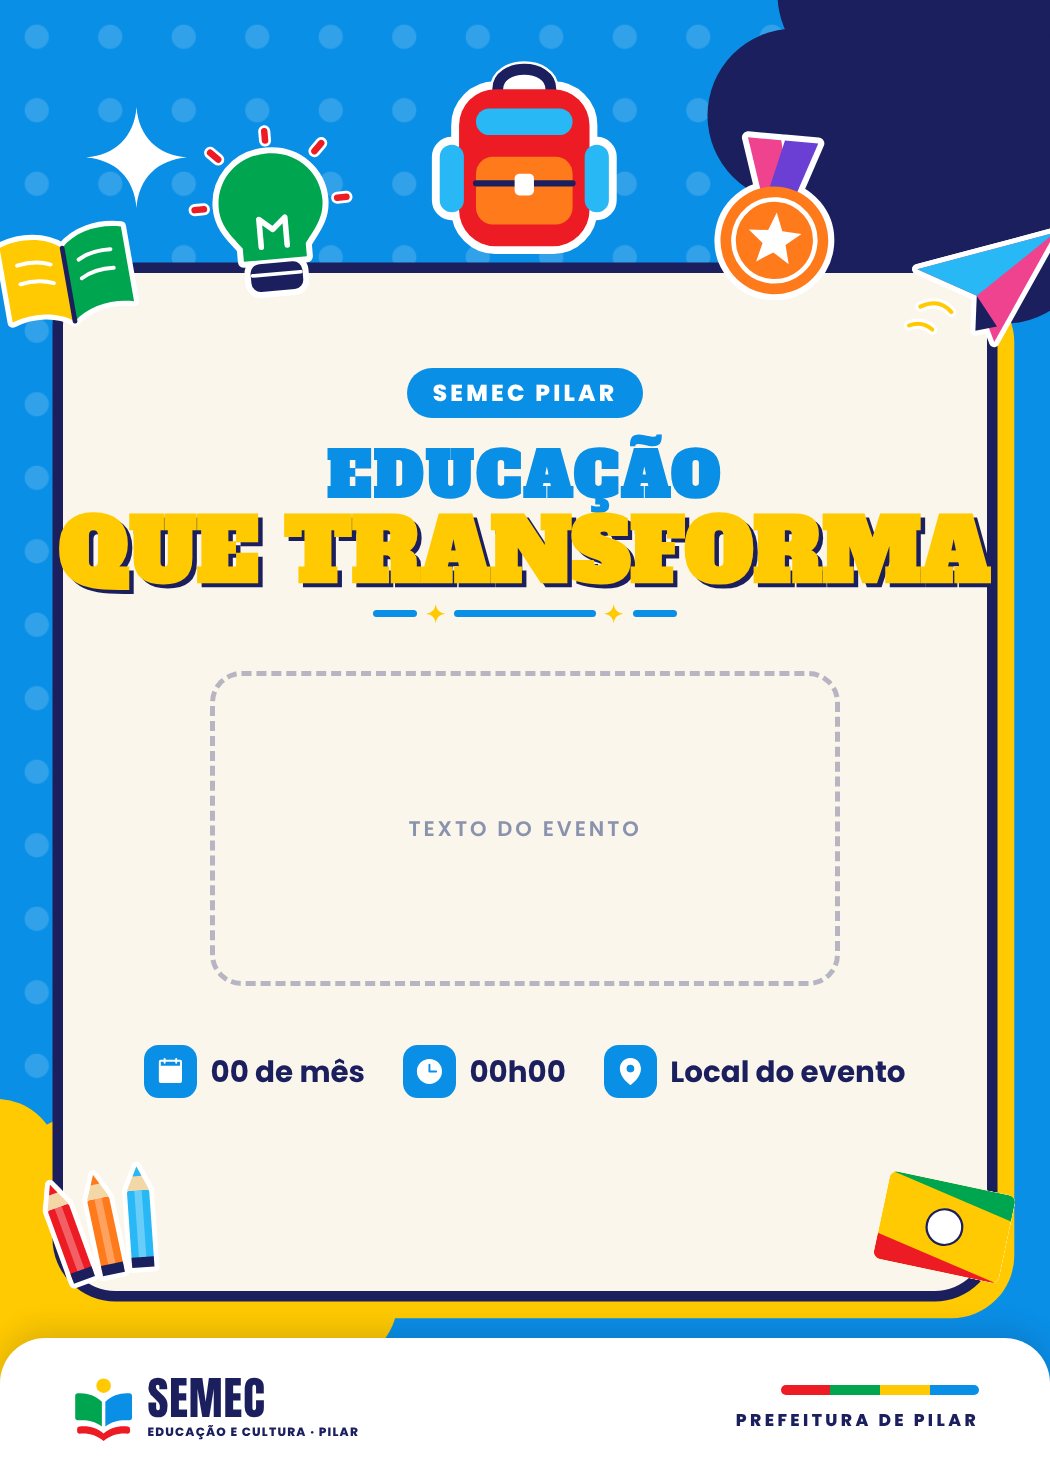 M
SEMEC PILAR
EDUCAÇÃO
QUE TRANSFORMA
TEXTO DO EVENTO
00 de mês
00h00
Local do evento
SEMEC
EDUCAÇÃO E CULTURA · PILAR
PREFEITURA DE PILAR